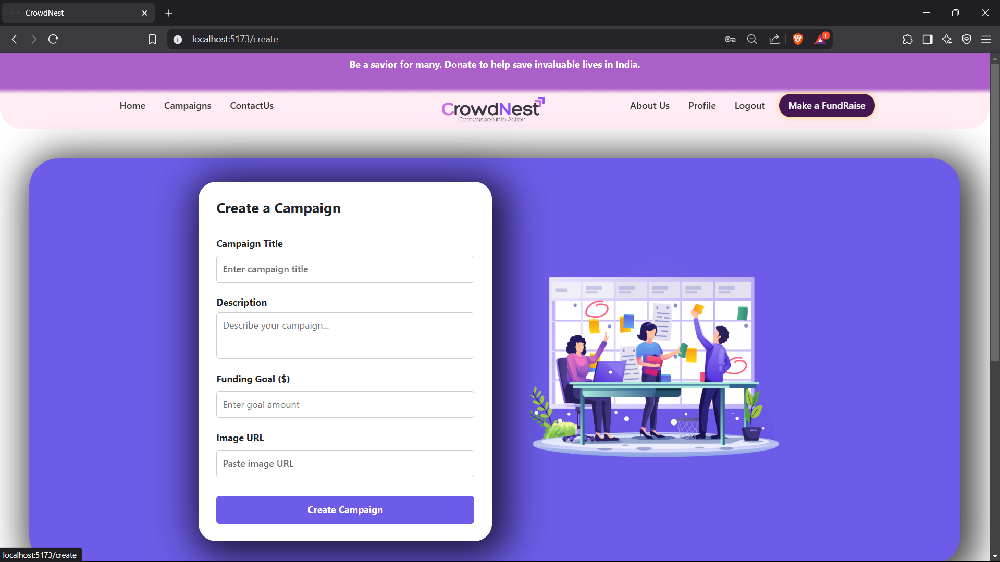 CrowdNest
localhost:5173/create
1
Be a savior for many. Donate to help save invaluable lives in India.
Home
Campaigns
ContactUs
CrowdNest
Compassion into Action
About Us
Profile
Logout
Make a FundRaise
Create a Campaign
Campaign Title
Enter campaign title
Description
Describe your campaign...
Funding Goal ($)
Enter goal amount
Image URL
Paste image URL
Create Campaign
localhost:5173/create